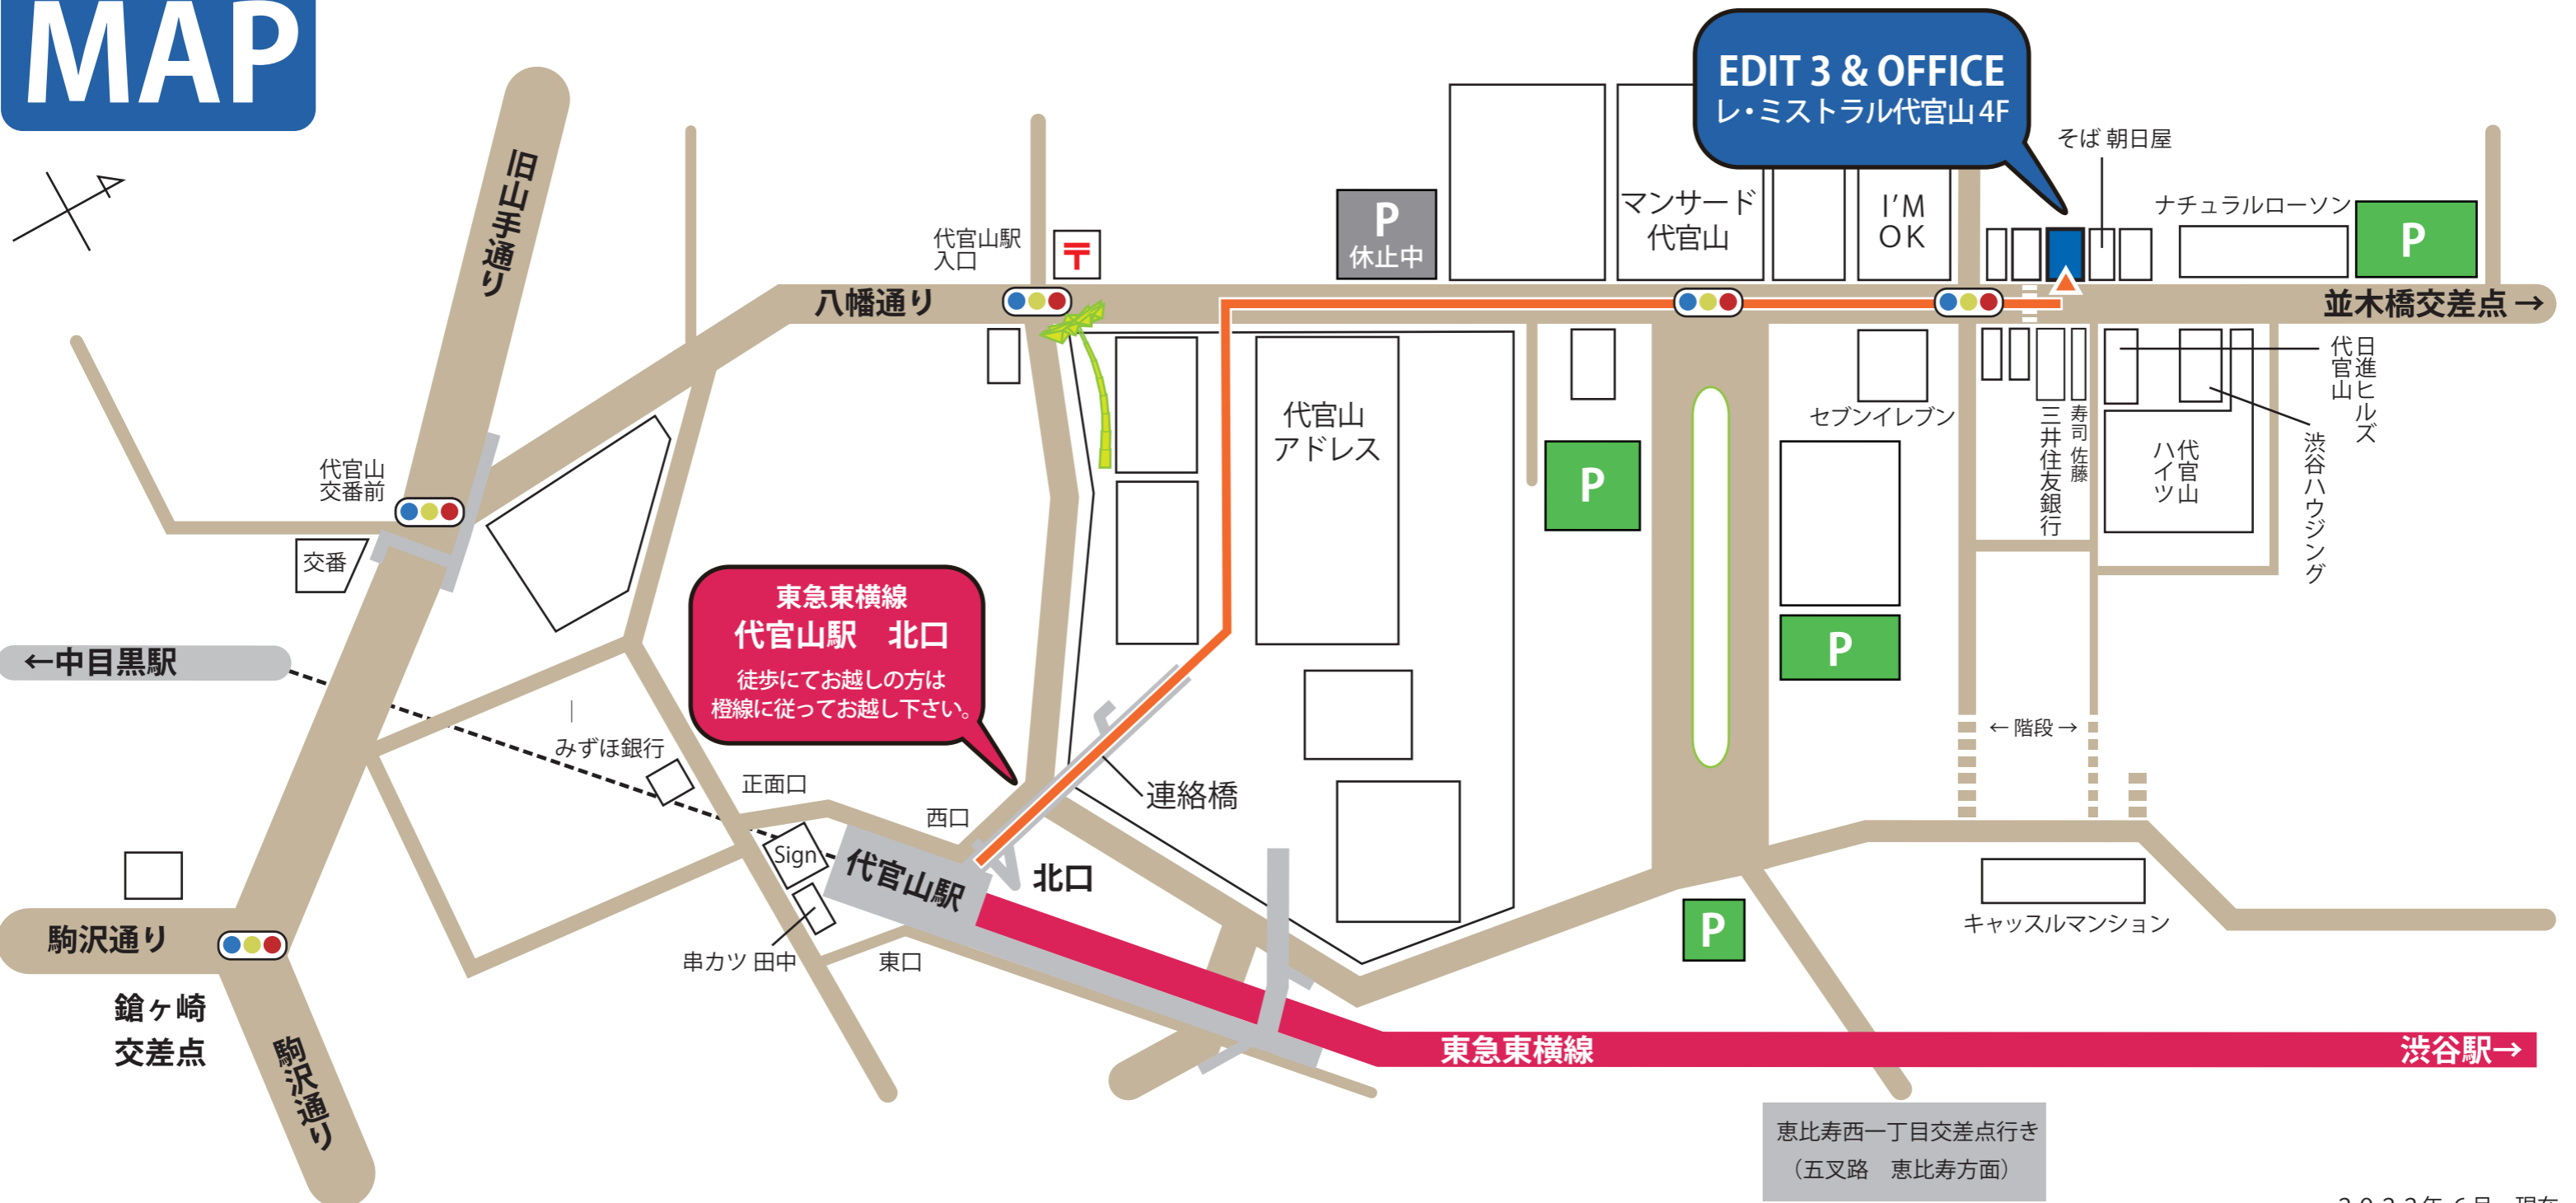 MAP
EDIT 3 & OFFICE
レ・ミストラル代官山 4F
そば 朝日屋
ナチュラルローソン
P
旧山手通り
代官山駅
入口
〒
P
休止中
マンサード
代官山
I'M
OK
八幡通り
並木橋交差点→
代官山
アドレス
セブンイレブン
三井住友銀行
寿司 佐藤
代官山
ハイツ
日進ヒルズ
代官山
渋谷ハウジング
P
代官山
交番前
交番
東急東横線
代官山駅 北口
徒歩にてお越しの方は
橙線に従ってお越し下さい。
←中目黒駅
P
←階段→
みずほ銀行
正面口
西口
連絡橋
Sign
代官山駅
北口
串カツ 田中
東口
P
キャッスルマンション
駒沢通り
鎗ヶ崎
交差点
駒沢通り
東急東横線
渋谷駅→
恵比寿西一丁目交差点行き
(五叉路 恵比寿方面)